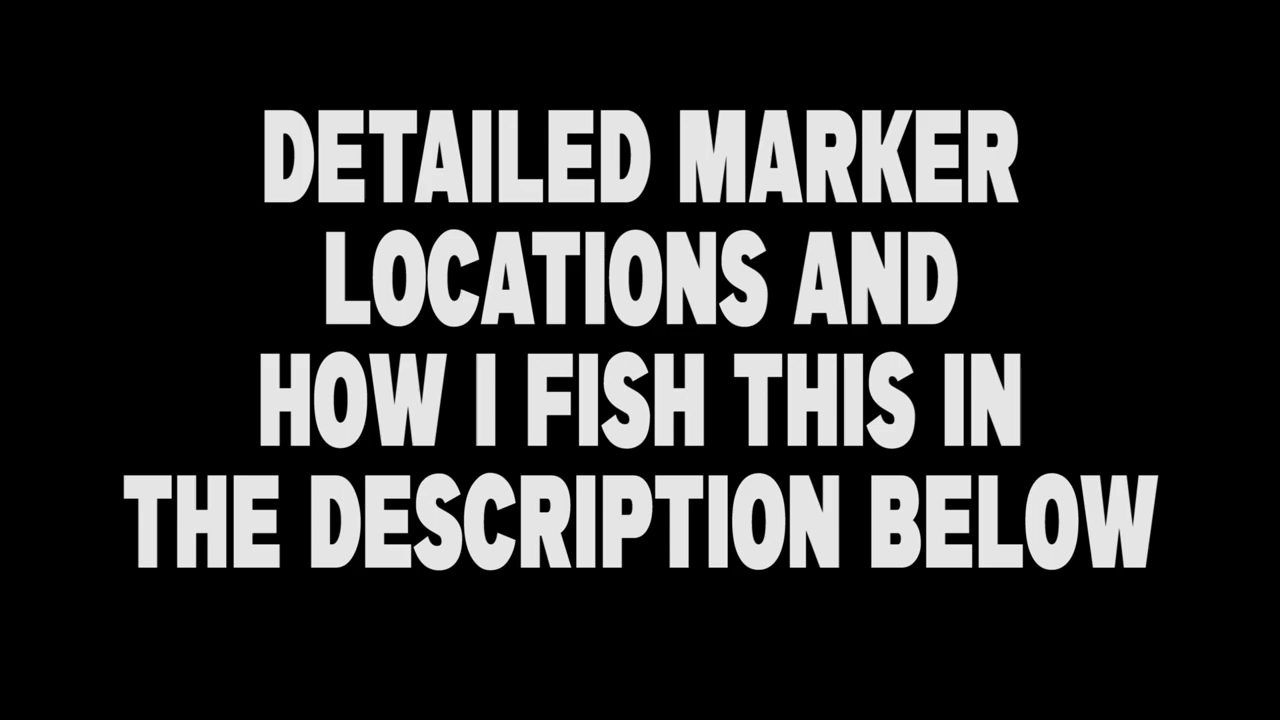 DETAILED MARKER
LOCATIONS AND
HOW I FISH THIS IN
THE DESCRIPTION BELOW